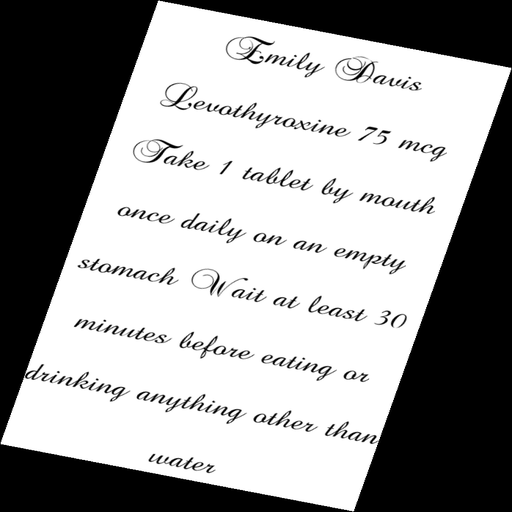 Emily Davis
Levothyroxine 75 mcg
Take 1 tablet by mouth
once daily on an empty
stomach Wait at least 30
minutes before eating or
drinking anything other than
water